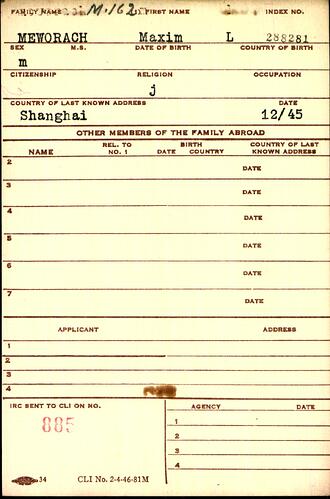 FAMILY NAME M.162 FIRST NAME INDEX NO.
MEWORACH Maxim L 288281
SEX M.S. DATE OF BIRTH COUNTRY OF BIRTH
m
CITIZENSHIP RELIGION OCCUPATION
j
COUNTRY OF LAST KNOWN ADDRESS DATE
Shanghai 12/45
OTHER MEMBERS OF THE FAMILY ABROAD
NAME REL. TO NO. 1 BIRTH DATE COUNTRY COUNTRY OF LAST KNOWN ADDRESS
2 DATE
3 DATE
4 DATE
5 DATE
6 DATE
7 DATE
APPLICANT ADDRESS
1
2
3
4
IRC SENT TO CLI ON NO. AGENCY DATE
885
1
2
3
4
34 CLI No. 2-4-46-81M